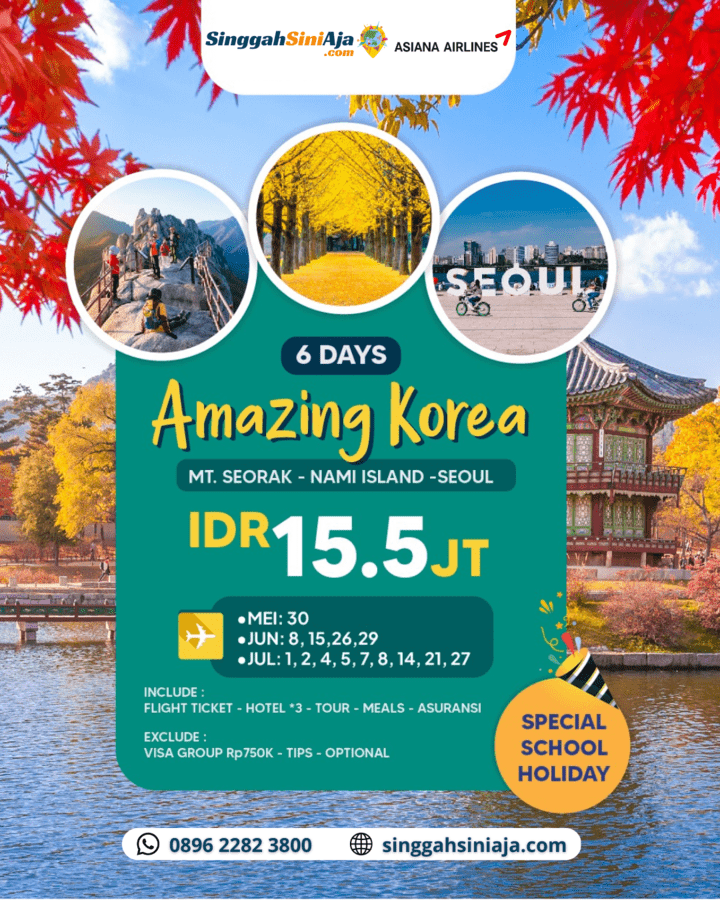 SinggahSiniAja
.com
ASIANA AIRLINES
SEOUL
6 DAYS
Amazing Korea
MT. SEORAK - NAMI ISLAND -SEOUL
IDR 15.5 JT
•MEI: 30
•JUN: 8, 15,26,29
•JUL: 1, 2, 4, 5, 7, 8, 14, 21, 27
INCLUDE :
FLIGHT TICKET - HOTEL *3 - TOUR - MEALS - ASURANSI
EXCLUDE :
VISA GROUP Rp750K - TIPS - OPTIONAL
SPECIAL
SCHOOL
HOLIDAY
0896 2282 3800
singgahsiniaja.com